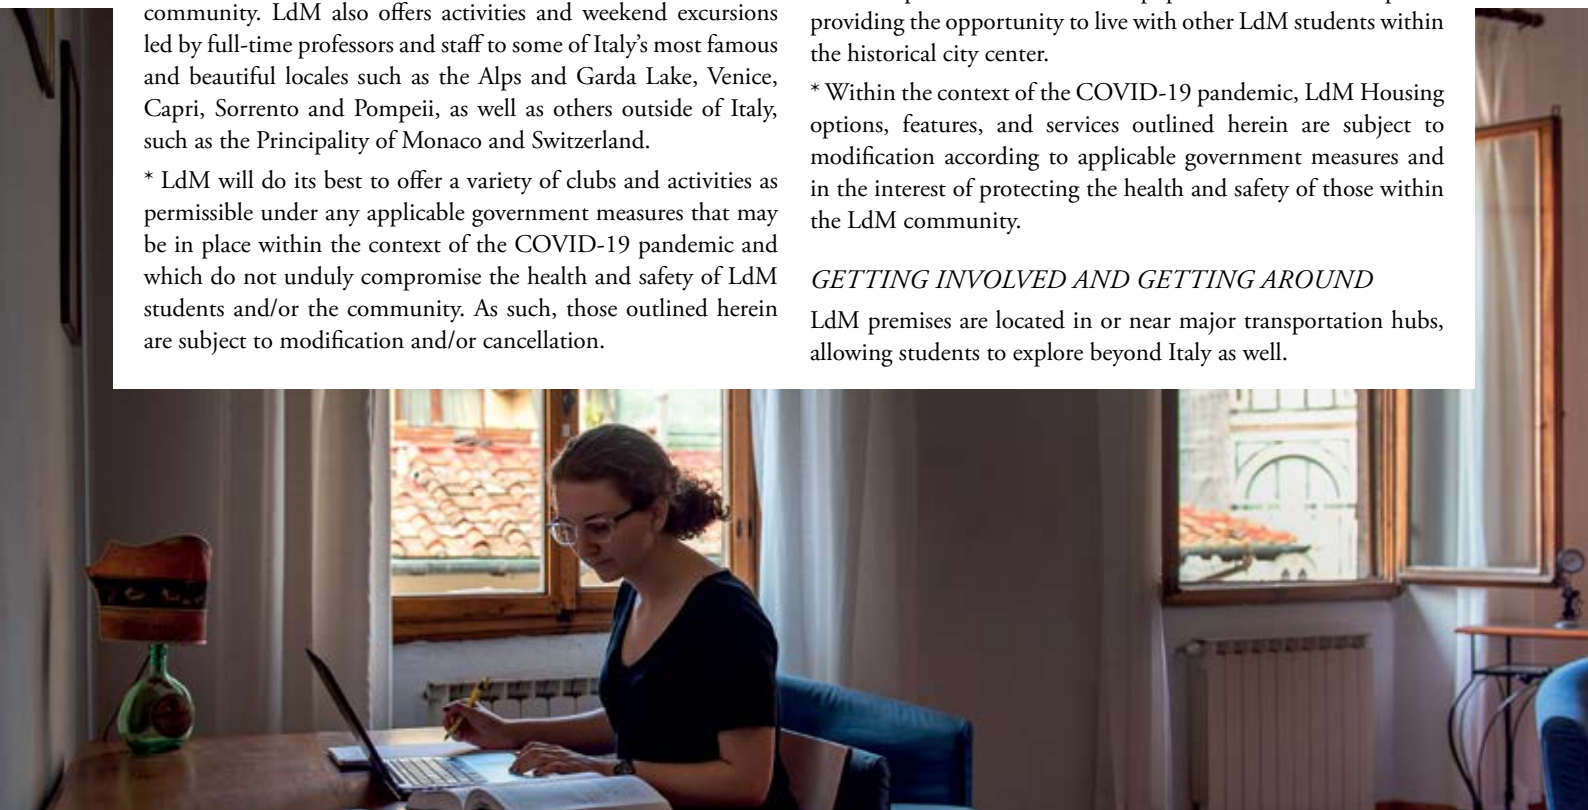 community. LdM also offers activities and weekend excursions
led by full-time professors and staff to some of Italy’s most famous
and beautiful locales such as the Alps and Garda Lake, Venice,
Capri, Sorrento and Pompeii, as well as others outside of Italy,
such as the Principality of Monaco and Switzerland.
* LdM will do its best to offer a variety of clubs and activities as
permissible under any applicable government measures that may
be in place within the context of the COVID-19 pandemic and
which do not unduly compromise the health and safety of LdM
students and/or the community. As such, those outlined herein
are subject to modification and/or cancellation.
providing the opportunity to live with other LdM students within
the historical city center.
* Within the context of the COVID-19 pandemic, LdM Housing
options, features, and services outlined herein are subject to
modification according to applicable government measures and
in the interest of protecting the health and safety of those within
the LdM community.
GETTING INVOLVED AND GETTING AROUND
LdM premises are located in or near major transportation hubs,
allowing students to explore beyond Italy as well.